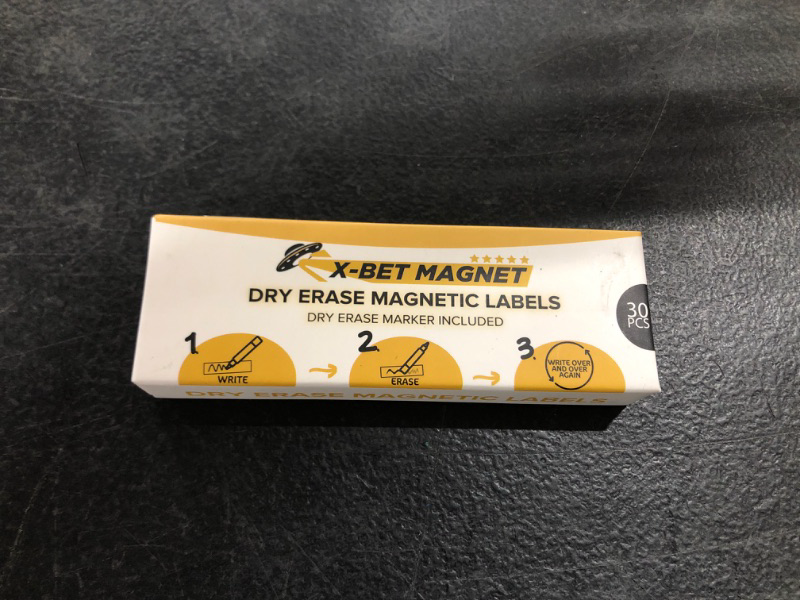 X-BET MAGNET
DRY ERASE MAGNETIC LABELS
DRY ERASE MARKER INCLUDED
30
PCS
1.
WRITE
2.
ERASE
3.
WRITE OVER
AND OVER
AGAIN
DRY ERASE MAGNETIC LABELS